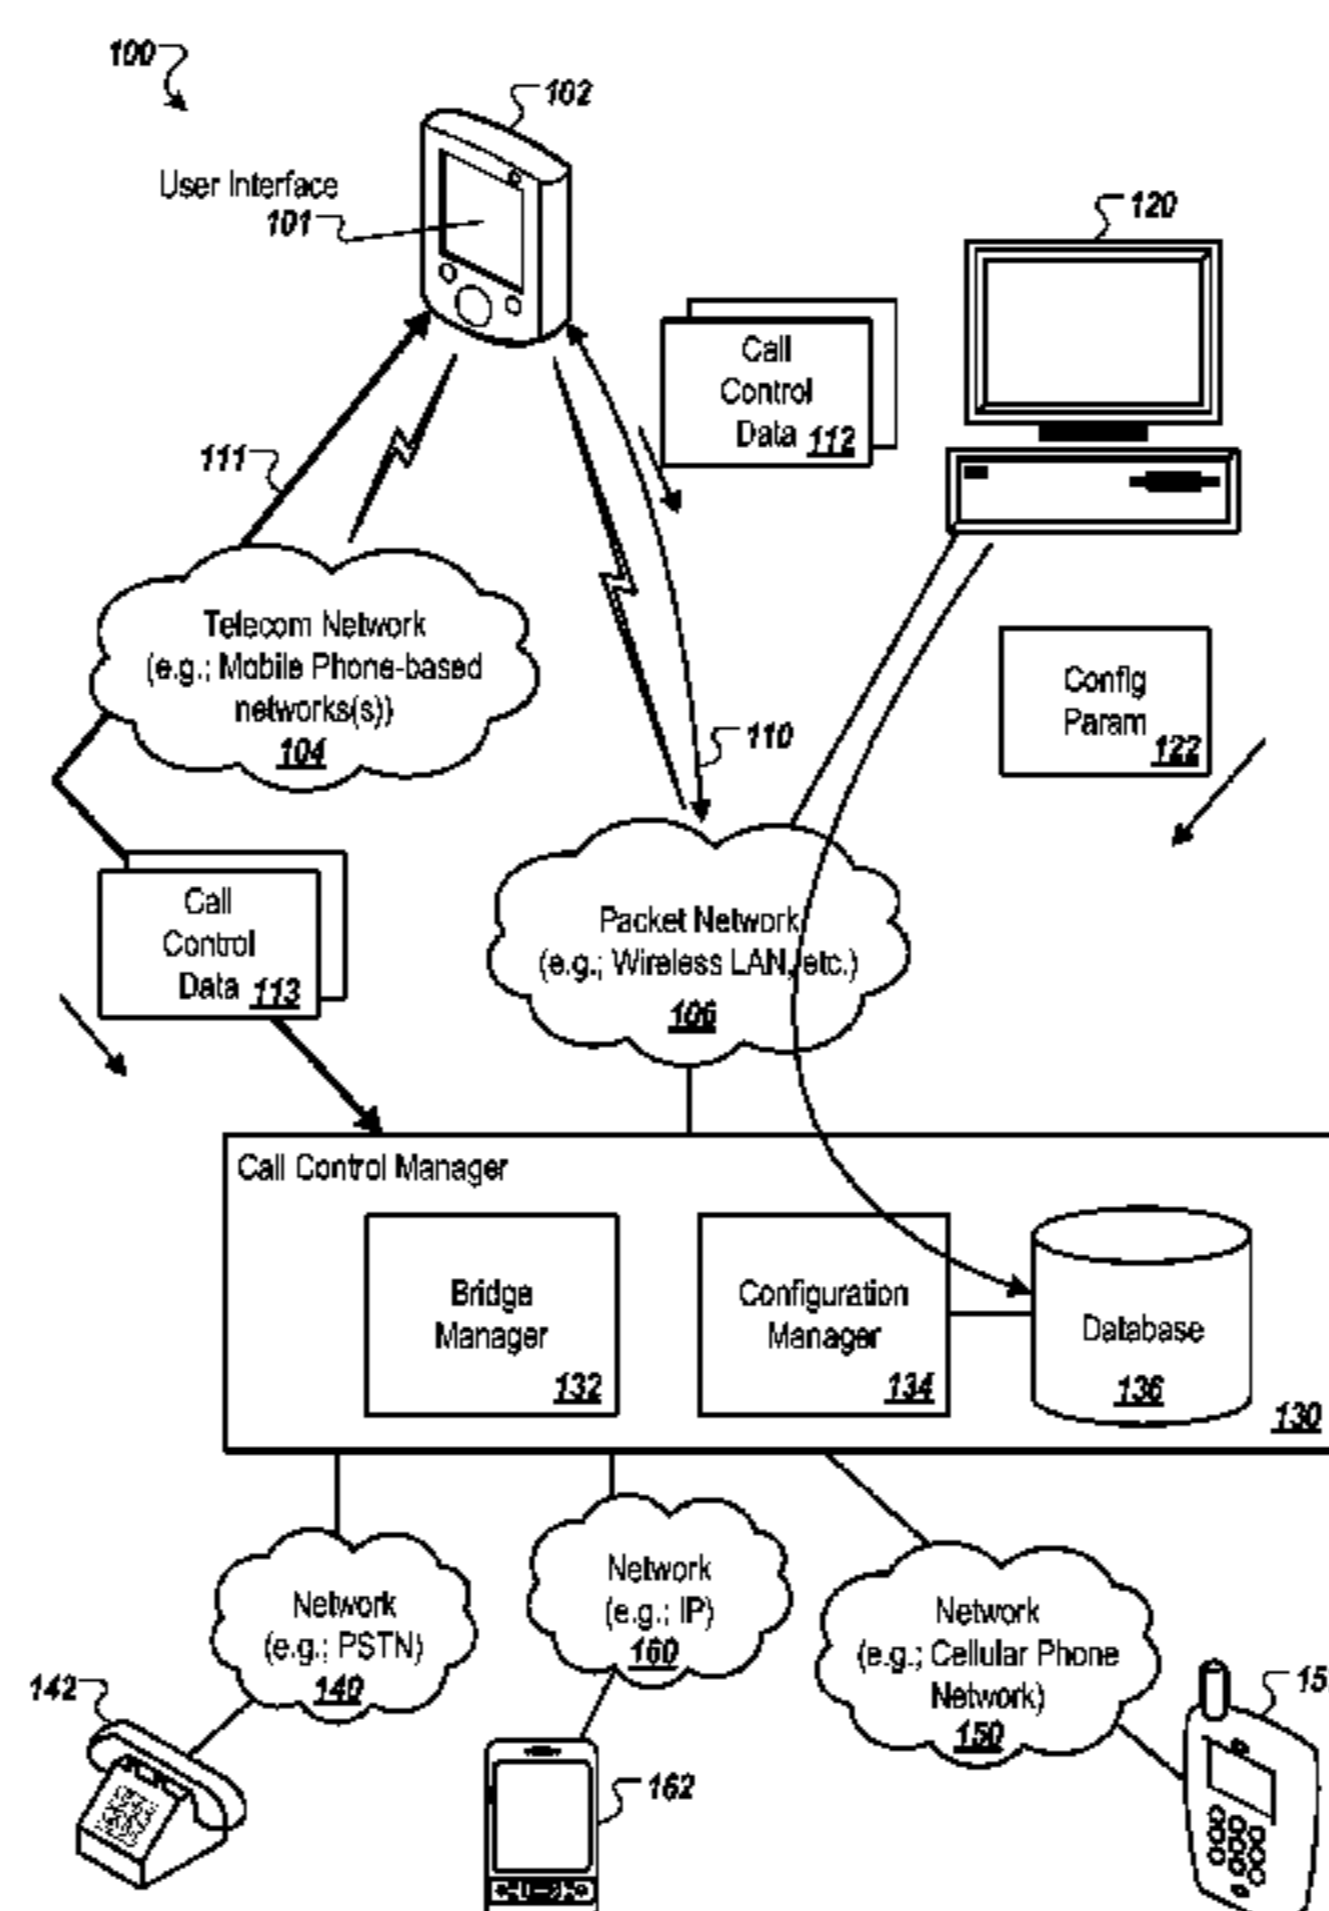 100
102
User Interface
101
120
Call
Control
Data 112
111
Telecom Network
(e.g.; Mobile Phone-based
networks(s))
104
Config
Param
122
110
Call
Control
Data 113
Packet Network
(e.g.; Wireless LAN, etc.)
106
Call Control Manager
Bridge
Manager
132
Configuration
Manager
134
Database
136
130
Network
(e.g.; PSTN)
140
Network
(e.g.; IP)
160
Network
(e.g.; Cellular Phone
Network)
150
142
162
15